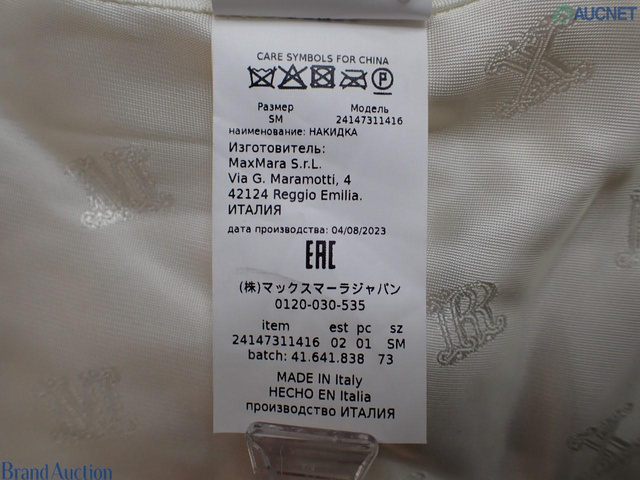 AUCNET
CARE SYMBOLS FOR CHINA
P
Размер Модель
SM 24147311416
наименование: НАКИДКА
Изготовитель:
MaxMara S.r.L.
Via G. Maramotti, 4
42124 Reggio Emilia.
ИТАЛИЯ
дата производства: 04/08/2023
EAC
(株)マックスマーラジャパン
0120-030-535
item est pc sz
24147311416 02 01 SM
batch: 41.641.838 73
MADE IN Italy
HECHO EN Italia
производство ИТАЛИЯ
Brand Auction